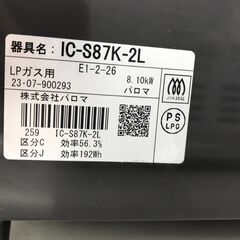 器具名：IC-S87K-2L
E1-2-26
LPガス用 8.10kW
23･07-900293 パロマ
株式会社パロマ
PS
LPG
259 IC-S87K-2L
区分C 効率56.3%
区分J 効率192Wh